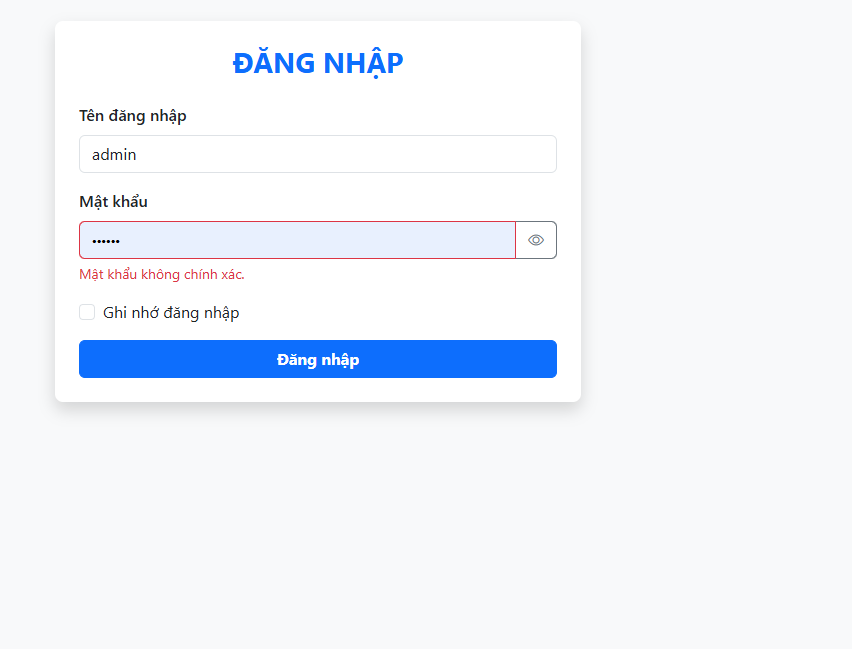 ĐĂNG NHẬP
Tên đăng nhập
admin
Mật khẩu
••••••
Mật khẩu không chính xác.
Ghi nhớ đăng nhập
Đăng nhập